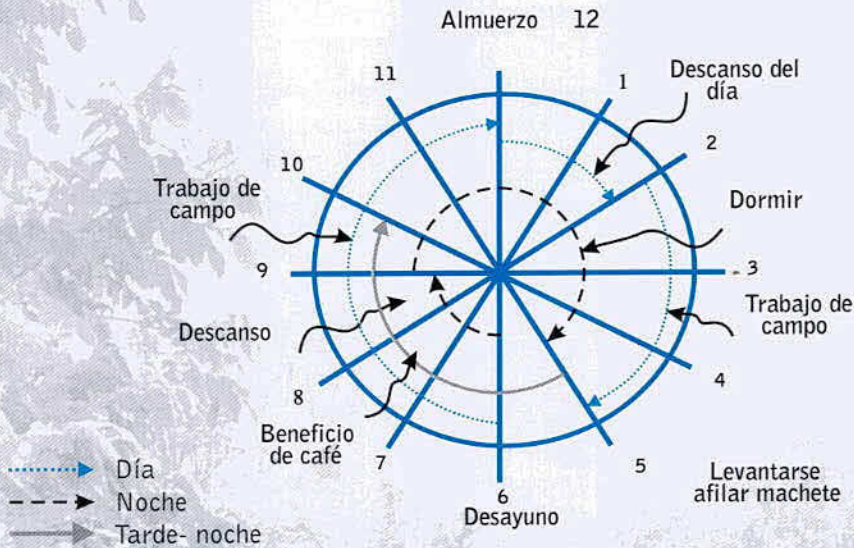 Almuerzo 12
11
1
Descanso del
día
2
10
Trabajo de
campo
Dormir
9
3
Descanso
Trabajo de
campo
8
4
Beneficio
de café
7
5
6
Desayuno
Levantarse
afilar machete
Día
Noche
Tarde- noche